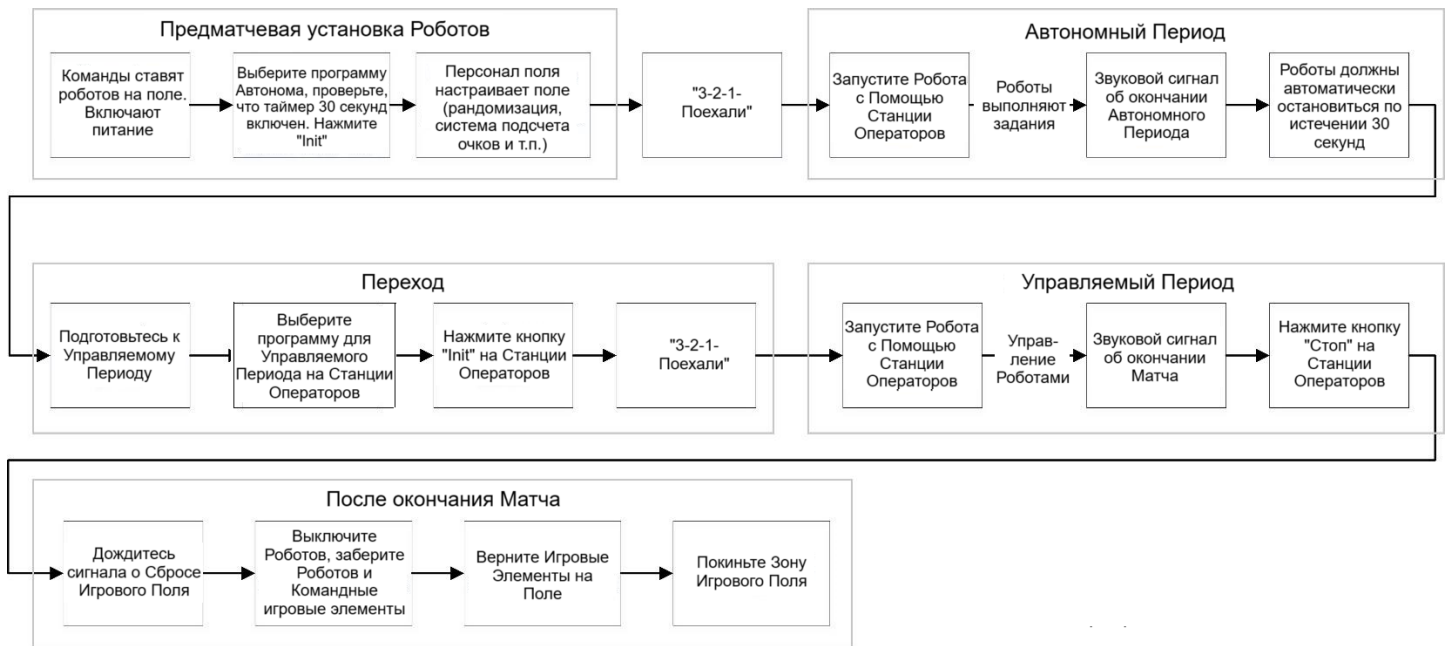 Предматчевая установка Роботов
Команды ставят
роботов на поле.
Включают
питание
Выберите программу
Автонома, проверьте,
что таймер 30 секунд
включен. Нажмите
"Init"
Персонал поля
настраивает поле
(рандомизация,
система подсчета
очков и т.п.)
"3-2-1-
Поехали"
Автономный Период
Запустите Робота
с Помощью
Станции
Операторов
Роботы
выполняют
задания
Звуковой сигнал
об окончании
Автономного
Периода
Роботы должны
автоматически
остановиться по
истечении 30
секунд
Переход
Подготовьтесь к
Управляемому
Периоду
Выберите
программу для
Управляемого
Периода на Станции
Операторов
Нажмите кнопку
"Init" на Станции
Операторов
"3-2-1-
Поехали"
Управляемый Период
Запустите Робота
с Помощью
Станции
Операторов
Управ-
ление
Роботами
Звуковой сигнал
об окончании
Матча
Нажмите кнопку
"Стоп" на
Станции
Операторов
После окончания Матча
Дождитесь
сигнала о Сбросе
Игрового Поля
Выключите
Роботов, заберите
Роботов и
Командные
игровые элементы
Верните Игровые
Элементы на
Поле
Покиньте Зону
Игрового Поля